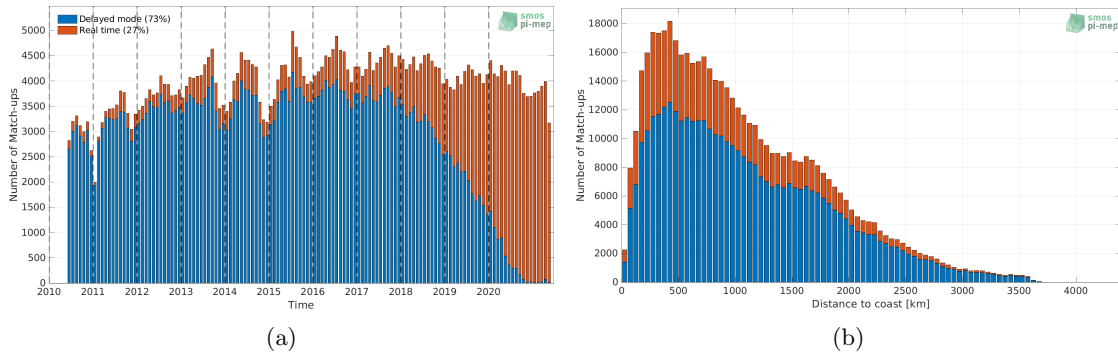 Delayed mode (73%)
Real time (27%)
smos
pi-mep
Number of Match-ups
5000
4500
4000
3500
3000
2500
2000
1500
1000
500
0
2010 2011 2012 2013 2014 2015 2016 2017 2018 2019 2020
Time
(a)
smos
pi-mep
Number of Match-ups
18000
16000
14000
12000
10000
8000
6000
4000
2000
0
0 500 1000 1500 2000 2500 3000 3500 4000
Distance to coast [km]
(b)